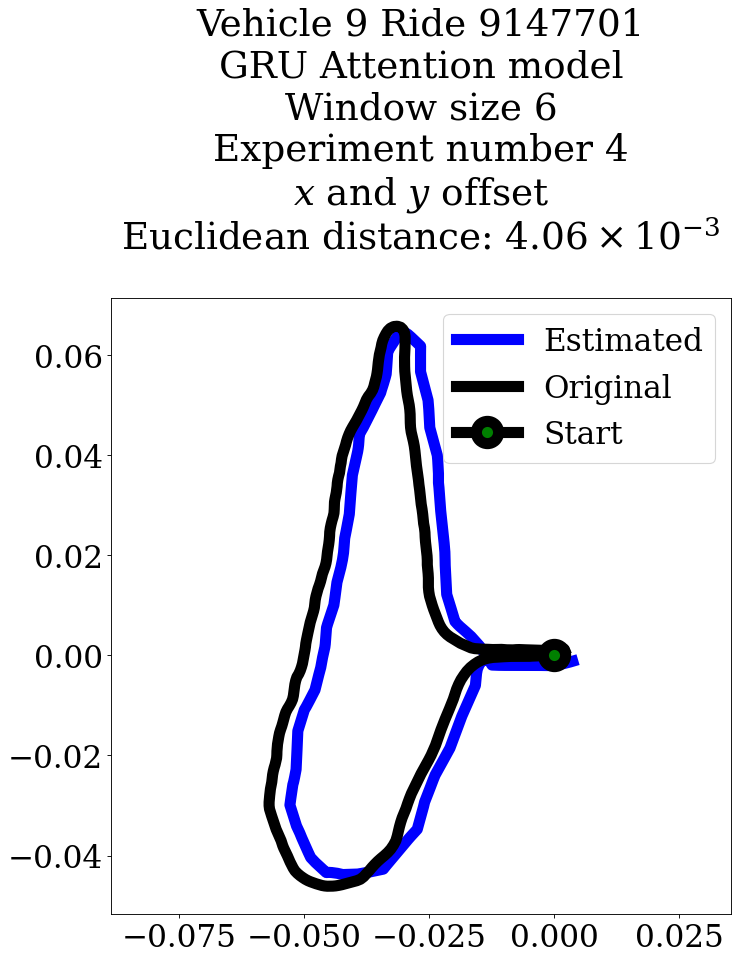 Vehicle 9 Ride 9147701
GRU Attention model
Window size 6
Experiment number 4
x and y offset
Euclidean distance: 4.06 × 10⁻³
Estimated
Original
Start
0.06
0.04
0.02
0.00
−0.02
−0.04
−0.075 −0.050 −0.025 0.000 0.025